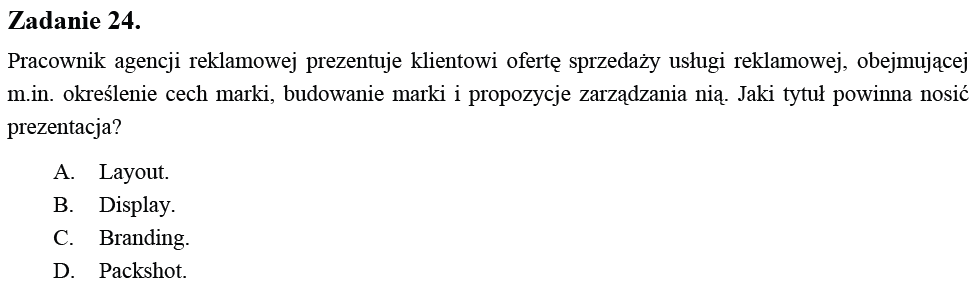 Zadanie 24.
Pracownik agencji reklamowej prezentuje klientowi ofertę sprzedaży usługi reklamowej, obejmującej
m.in. określenie cech marki, budowanie marki i propozycje zarządzania nią. Jaki tytuł powinna nosić
prezentacja?
A. Layout.
B. Display.
C. Branding.
D. Packshot.